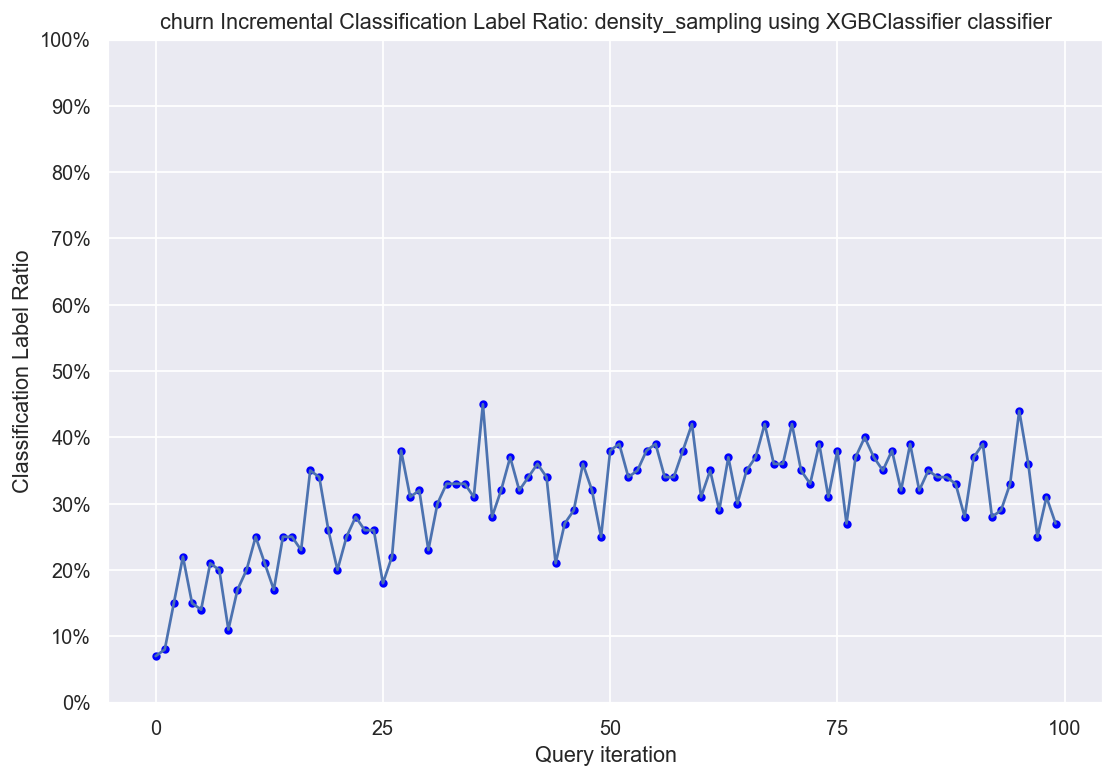 churn Incremental Classification Label Ratio: density_sampling using XGBClassifier classifier
100%
90%
80%
70%
60%
50%
40%
30%
20%
10%
0%
Classification Label Ratio
0 25 50 75 100
Query iteration